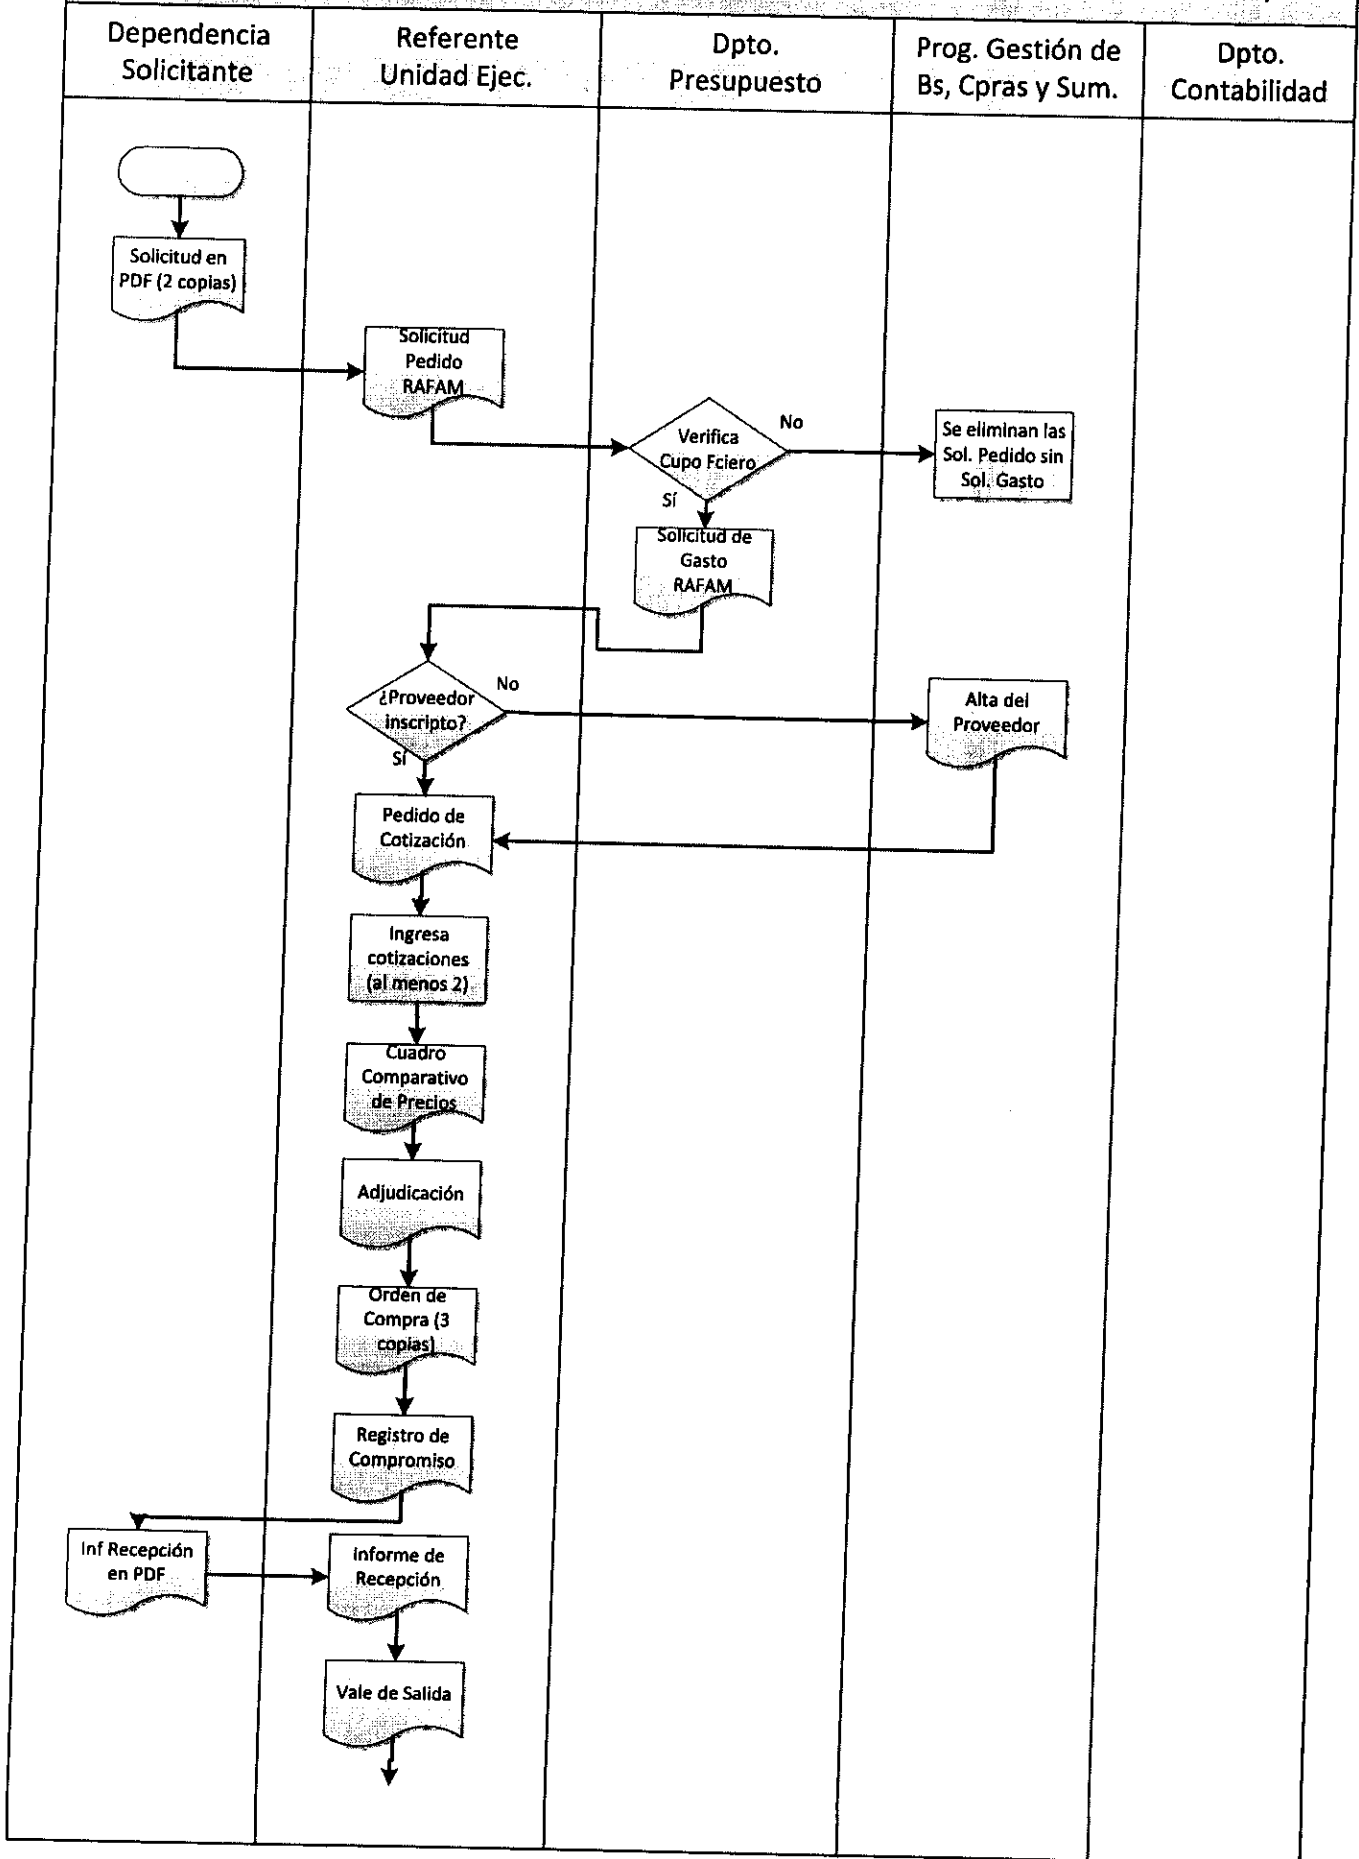 Dependencia
Solicitante
Referente
Unidad Ejec.
Dpto.
Presupuesto
Prog. Gestión de
Bs, Cpras y Sum.
Dpto.
Contabilidad
Solicitud en
PDF (2 copias)
Solicitud
Pedido
RAFAM
Verifica
Cupo Fciero
No
Sí
Se eliminan las
Sol. Pedido sin
Sol. Gasto
Solicitud de
Gasto
RAFAM
¿Proveedor
inscripto?
No
Sí
Alta del
Proveedor
Pedido de
Cotización
Ingresa
cotizaciones
(al menos 2)
Cuadro
Comparativo
de Precios
Adjudicación
Orden de
Compra (3
copias)
Registro de
Compromiso
Inf Recepción
en PDF
Informe de
Recepción
Vale de Salida